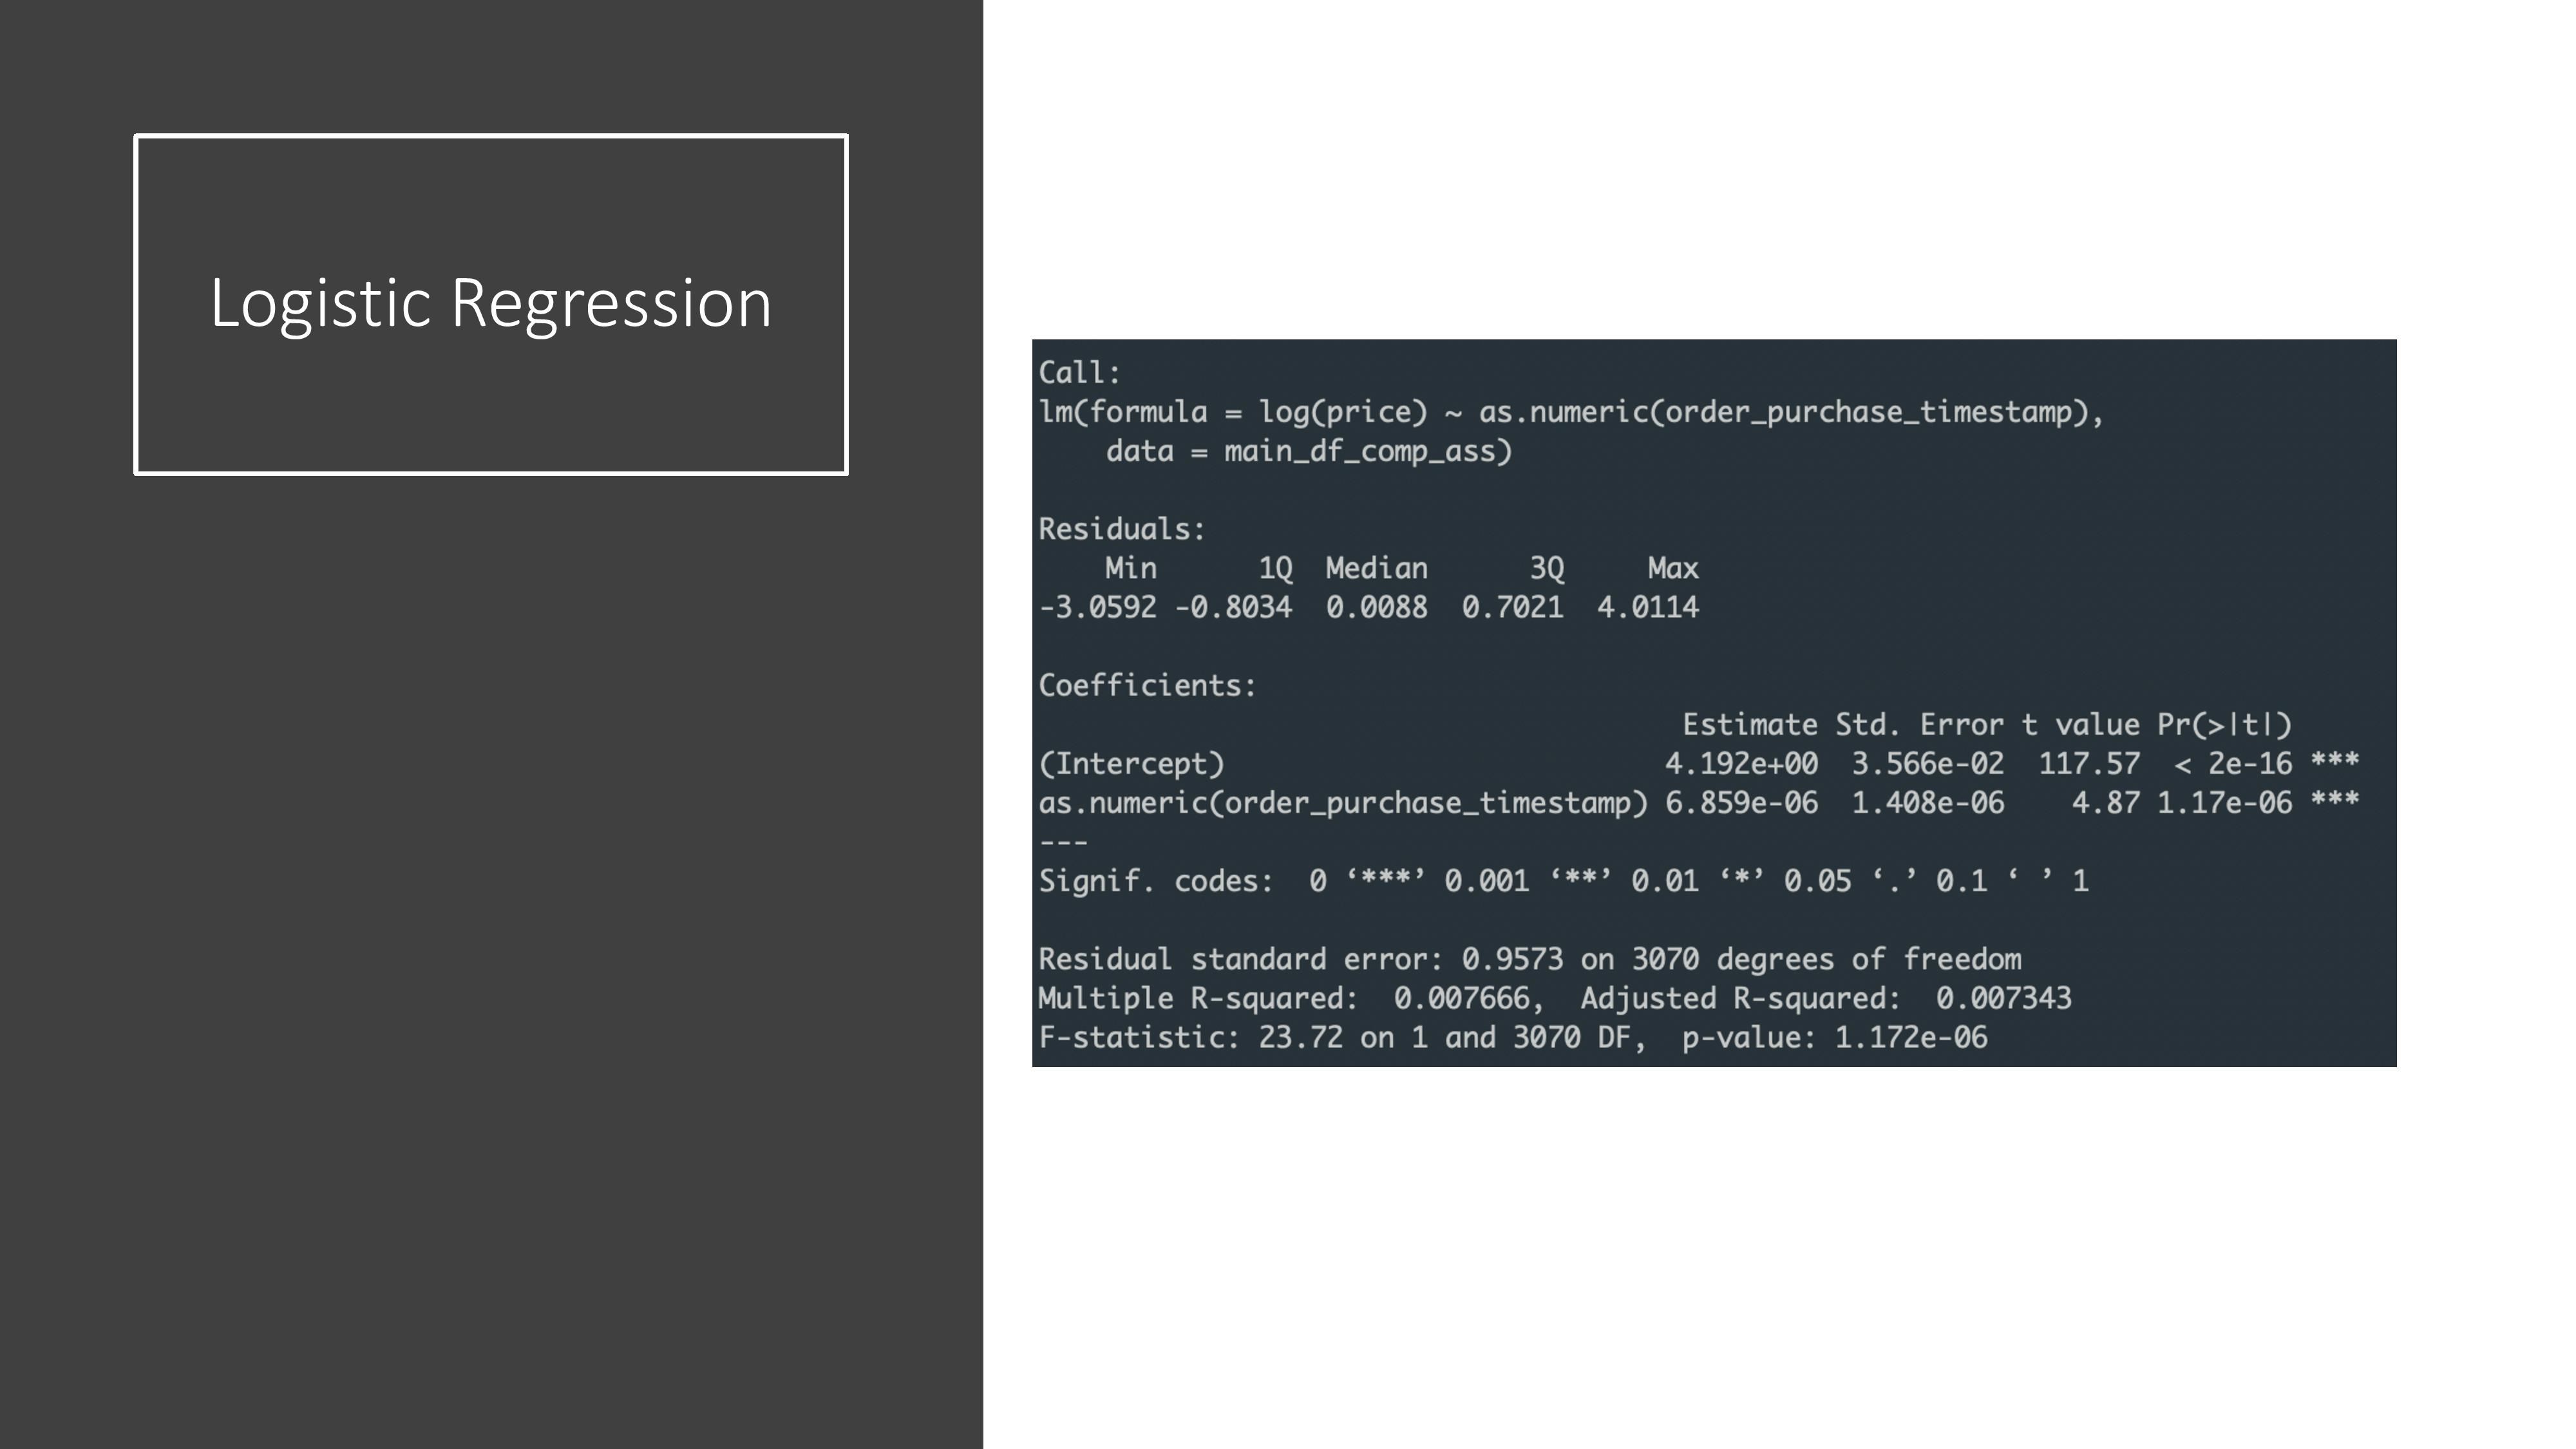 Logistic Regression
Call:
lm(formula = log(price) ~ as.numeric(order_purchase_timestamp),
    data = main_df_comp_ass)
Residuals:
    Min      1Q  Median      3Q     Max
-3.0592 -0.8034  0.0088  0.7021  4.0114
Coefficients:
                                      Estimate Std. Error t value Pr(>|t|)
(Intercept)                          4.192e+00  3.566e-02  117.57  < 2e-16 ***
as.numeric(order_purchase_timestamp) 6.859e-06  1.408e-06    4.87 1.17e-06 ***
---
Signif. codes:  0 ‘***’ 0.001 ‘**’ 0.01 ‘*’ 0.05 ‘.’ 0.1 ‘ ’ 1
Residual standard error: 0.9573 on 3070 degrees of freedom
Multiple R-squared:  0.007666,  Adjusted R-squared:  0.007343
F-statistic: 23.72 on 1 and 3070 DF,  p-value: 1.172e-06